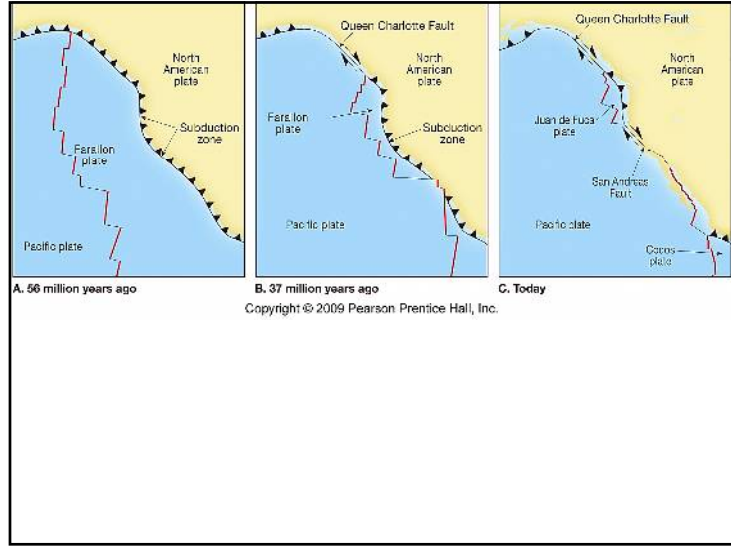 North
American
plate
Farallon
plate
Subduction
zone
Pacific plate
A. 56 million years ago
Queen Charlotte Fault
North
American
plate
Farallon
plate
Subduction
zone
Pacific plate
B. 37 million years ago
Queen Charlotte Fault
North
American
plate
Juan de Fuca
plate
San Andreas
Fault
Pacific plate
Cocos
plate
C. Today
Copyright © 2009 Pearson Prentice Hall, Inc.